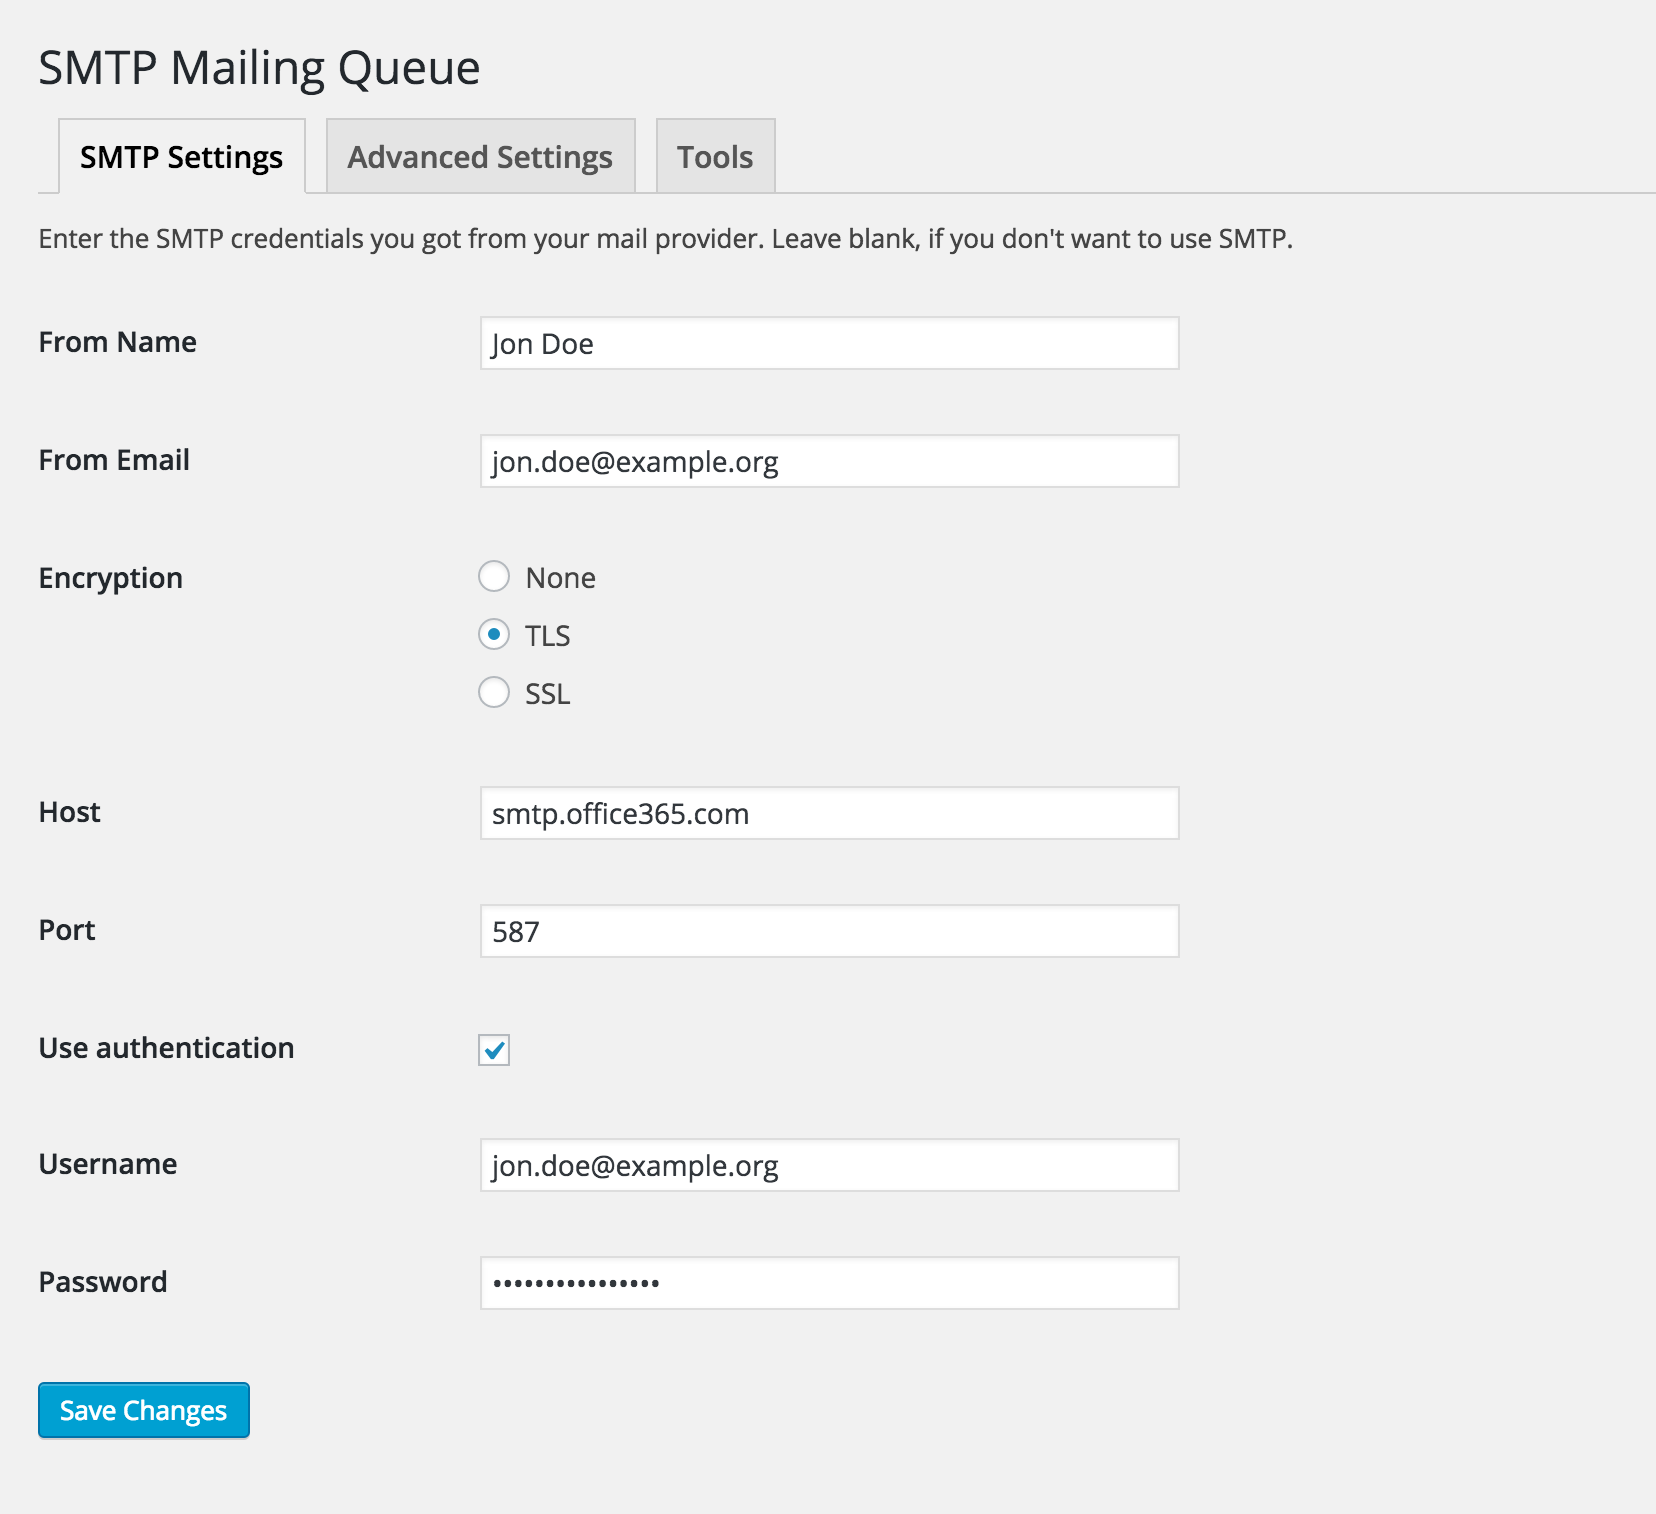 SMTP Mailing Queue
SMTP Settings Advanced Settings Tools
Enter the SMTP credentials you got from your mail provider. Leave blank, if you don't want to use SMTP.
From Name Jon Doe
From Email jon.doe@example.org
Encryption None
TLS
SSL
Host smtp.office365.com
Port 587
Use authentication
Username jon.doe@example.org
Password ••••••••••••••••
Save Changes